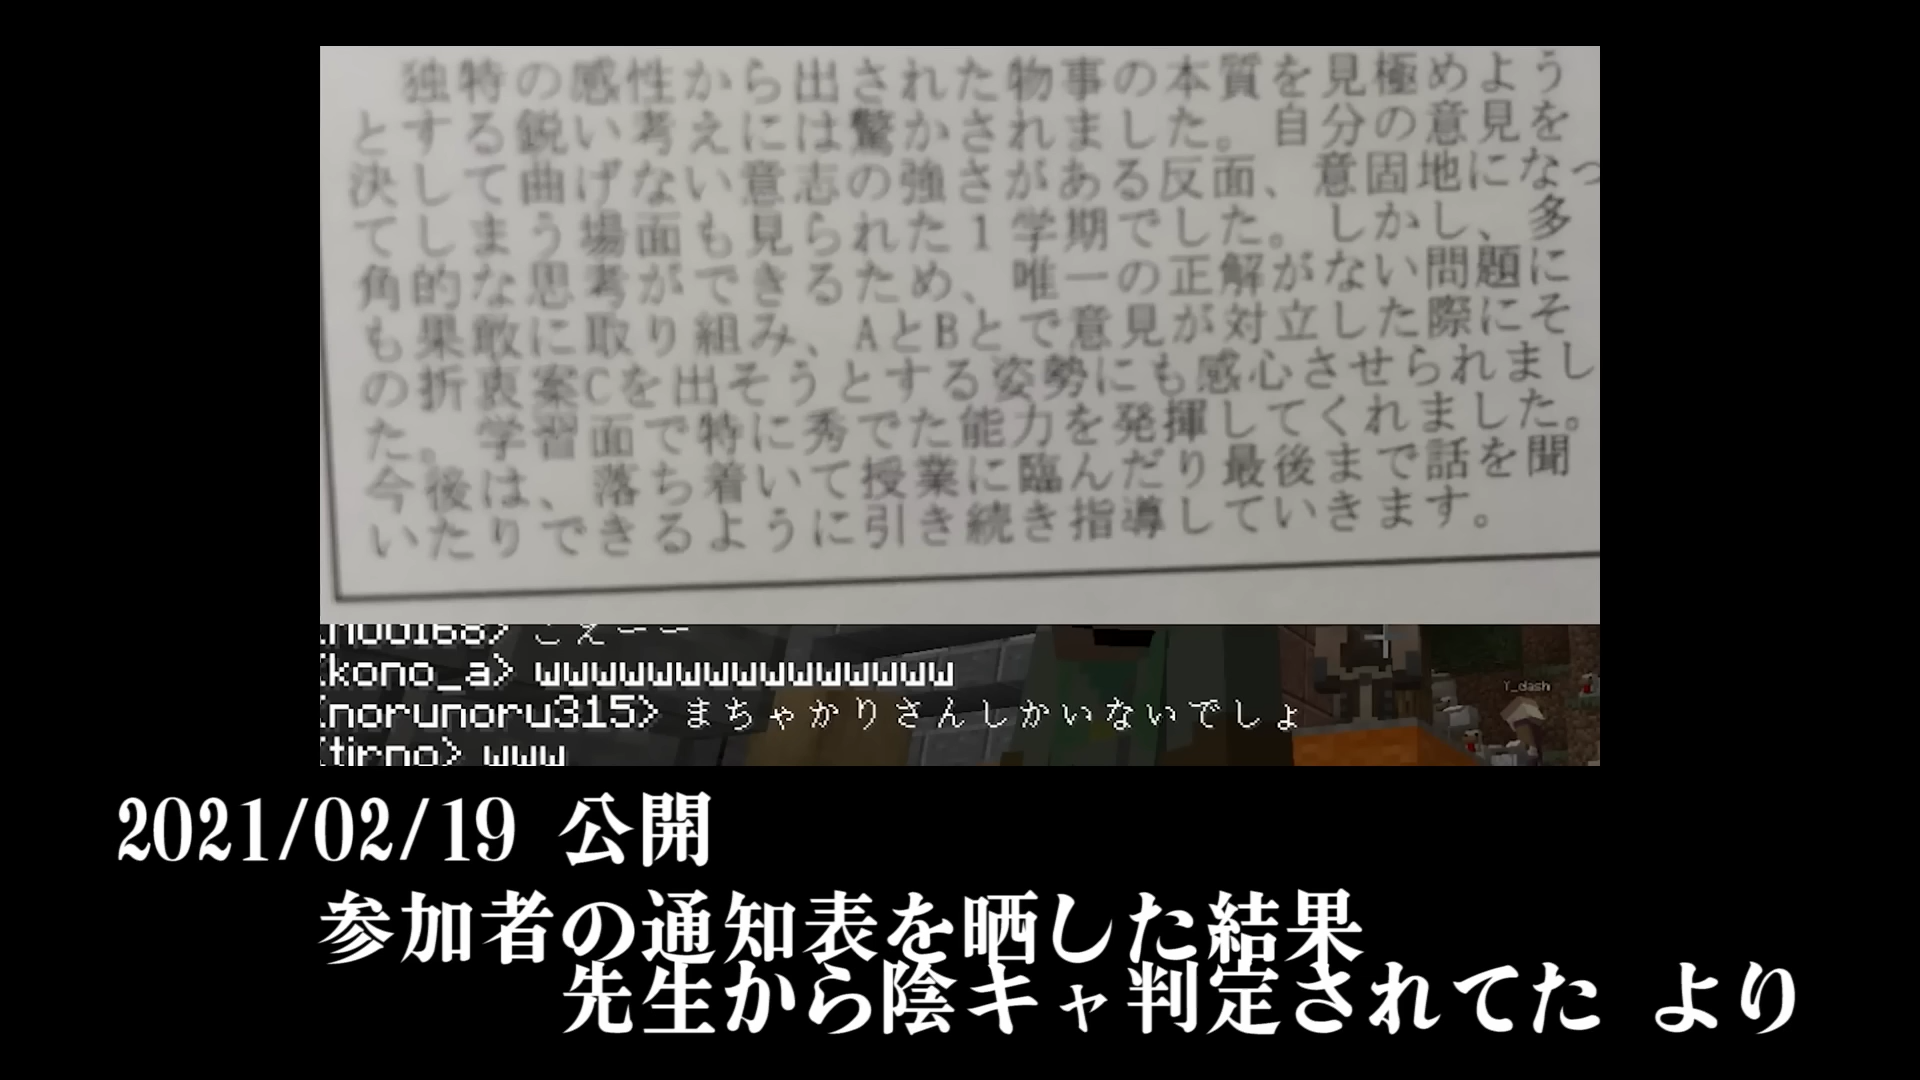 独特の感性から出された物事の本質を見極めよう
とする鋭い考えには驚かされました。自分の意見を
決して曲げない意志の強さがある反面、意固地になっ
てしまう場面も見られた1学期でした。しかし、多
角的な思考ができるため、唯一の正解がない問題に
も果敢に取り組み、AとBとで意見が対立した際にそ
の折衷案Cを出そうとする姿勢にも感心させられまし
た。学習面で特に秀でた能力を発揮してくれました。
今後は、落ち着いて授業に臨んだり最後まで話を聞
いたりできるように引き続き指導していきます。
こえーー
kono_a> wwwwwwwwwwwwwwww
norunoru315> まちゃかりさんしかいないでしょ
Y_dash
tirno> www
2021/02/19 公開
参加者の通知表を晒した結果
先生から陰キャ判定されてた より